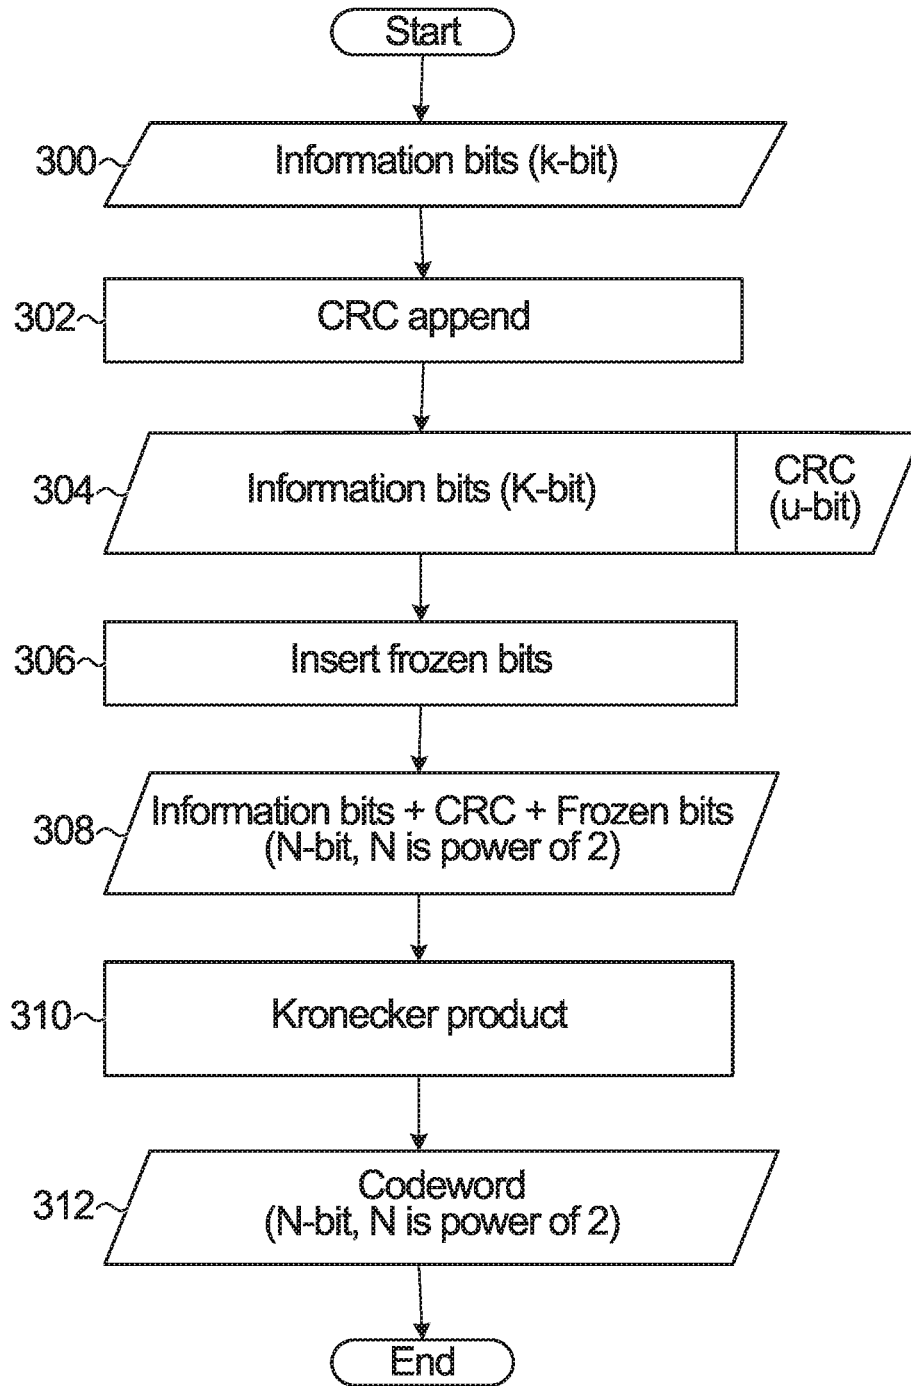 Start
300
Information bits (k-bit)
302
CRC append
304
Information bits (K-bit)
CRC
(u-bit)
306
Insert frozen bits
308
Information bits + CRC + Frozen bits
(N-bit, N is power of 2)
310
Kronecker product
312
Codeword
(N-bit, N is power of 2)
End